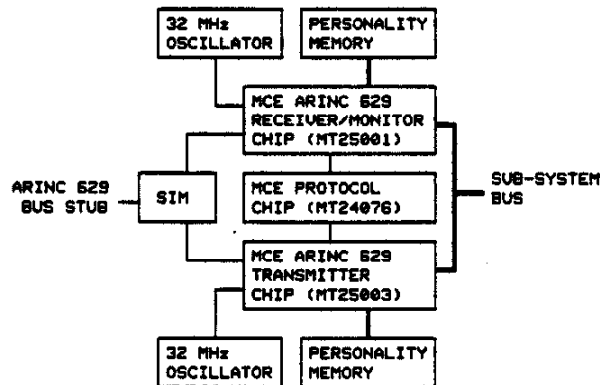 32 MHz
OSCILLATOR
PERSONALITY
MEMORY
MCE ARINC 629
RECEIVER/MONITOR
CHIP (MT25001)
ARINC 629
BUS STUB
SIM
MCE PROTOCOL
CHIP (MT24076)
SUB-SYSTEM
BUS
MCE ARINC 629
TRANSMITTER
CHIP (MT25003)
32 MHz
OSCILLATOR
PERSONALITY
MEMORY